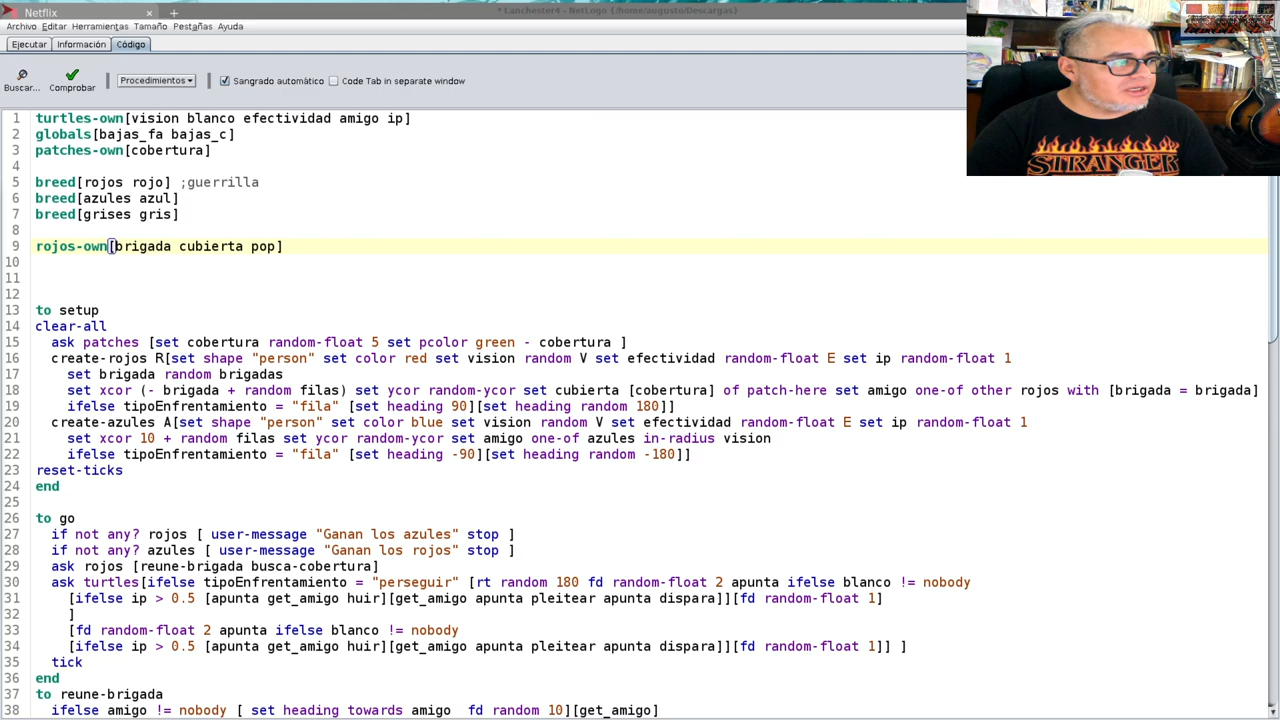 Netflix × +
* Lanchester4 - NetLogo {/home/augusto/Descargas}
Archivo Editar Herramientas Tamaño Pestañas Ayuda
Ejecutar Información Código
Buscar... Comprobar Procedimientos Sangrado automático Code Tab in separate window
1 turtles-own[vision blanco efectividad amigo ip]
2 globals[bajas_fa bajas_c]
3 patches-own[cobertura]
4
5 breed[rojos rojo] ;guerrilla
6 breed[azules azul]
7 breed[grises gris]
8
9 rojos-own[brigada cubierta pop]
10
11
12
13 to setup
14 clear-all
15 ask patches [set cobertura random-float 5 set pcolor green - cobertura ]
16 create-rojos R[set shape "person" set color red set vision random V set efectividad random-float E set ip random-float 1
17 set brigada random brigadas
18 set xcor (- brigada + random filas) set ycor random-ycor set cubierta [cobertura] of patch-here set amigo one-of other rojos with [brigada = brigada]
19 ifelse tipoEnfrentamiento = "fila" [set heading 90][set heading random 180]]
20 create-azules A[set shape "person" set color blue set vision random V set efectividad random-float E set ip random-float 1
21 set xcor 10 + random filas set ycor random-ycor set amigo one-of azules in-radius vision
22 ifelse tipoEnfrentamiento = "fila" [set heading -90][set heading random -180]]
23 reset-ticks
24 end
25
26 to go
27 if not any? rojos [ user-message "Ganan los azules" stop ]
28 if not any? azules [ user-message "Ganan los rojos" stop ]
29 ask rojos [reune-brigada busca-cobertura]
30 ask turtles[ifelse tipoEnfrentamiento = "perseguir" [rt random 180 fd random-float 2 apunta ifelse blanco != nobody
31 [ifelse ip > 0.5 [apunta get_amigo huir][get_amigo apunta pleitear apunta dispara]][fd random-float 1]
32 ]
33 [fd random-float 2 apunta ifelse blanco != nobody
34 [ifelse ip > 0.5 [apunta get_amigo huir][get_amigo apunta pleitear apunta dispara]][fd random-float 1]] ]
35 tick
36 end
37 to reune-brigada
38 ifelse amigo != nobody [ set heading towards amigo fd random 10][get_amigo]
STRANGER